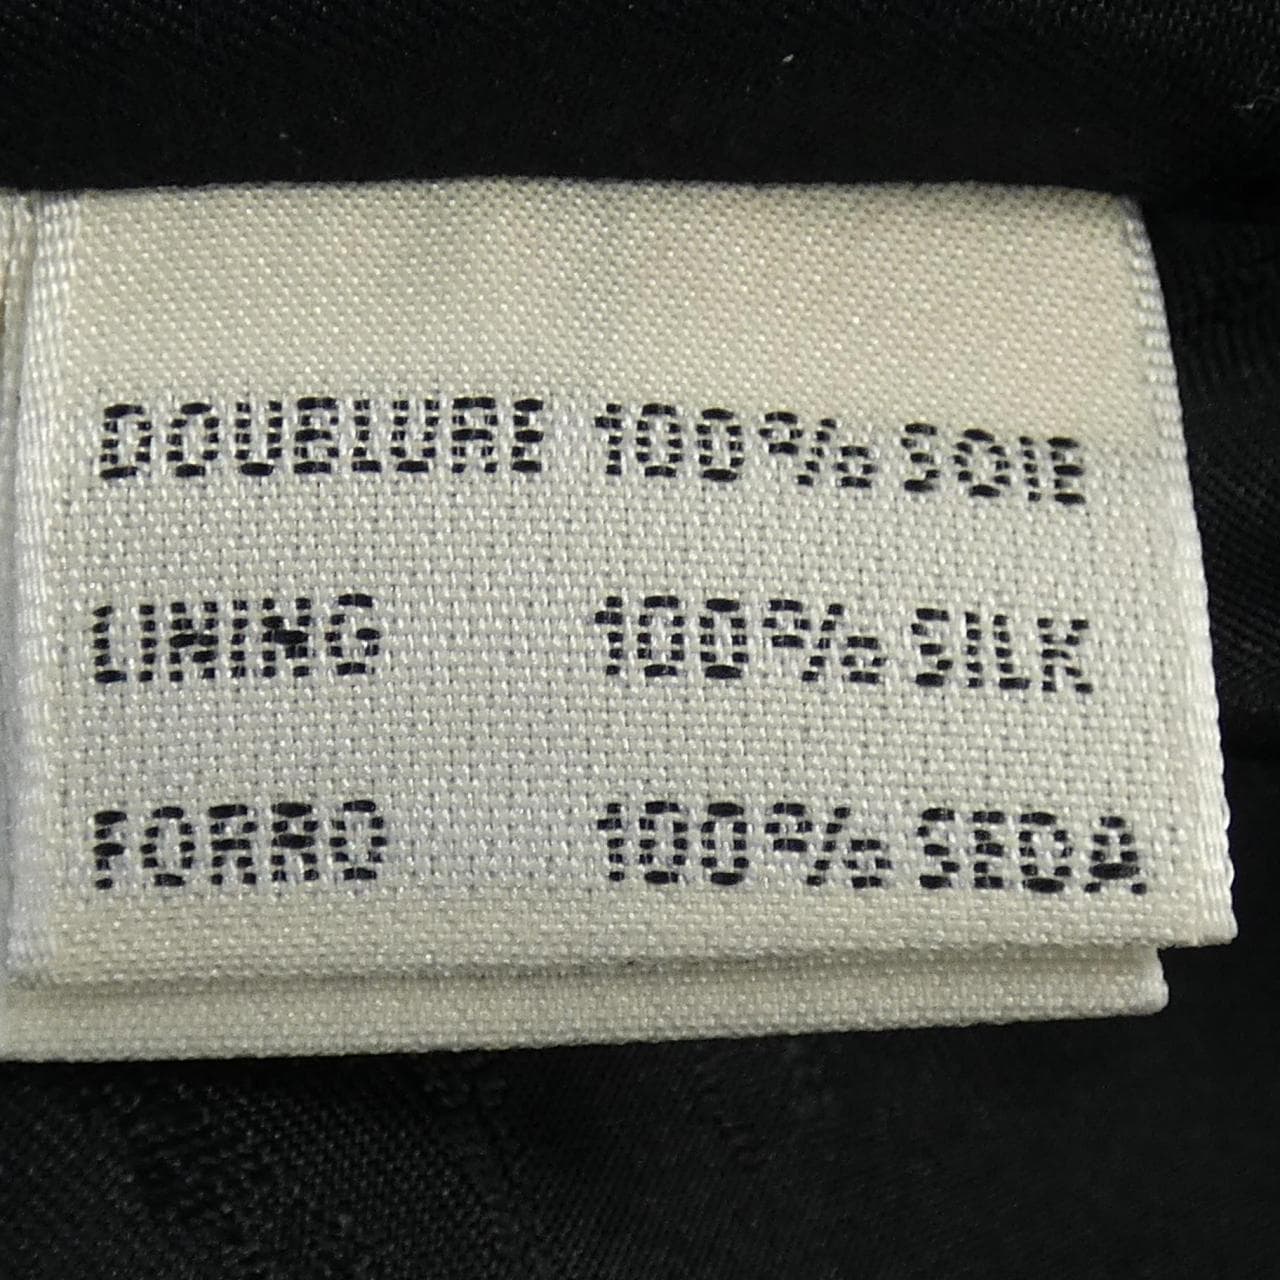 DOUBLURE 100% SOIE
LINING 100% SILK
FORRO 100% SEDA